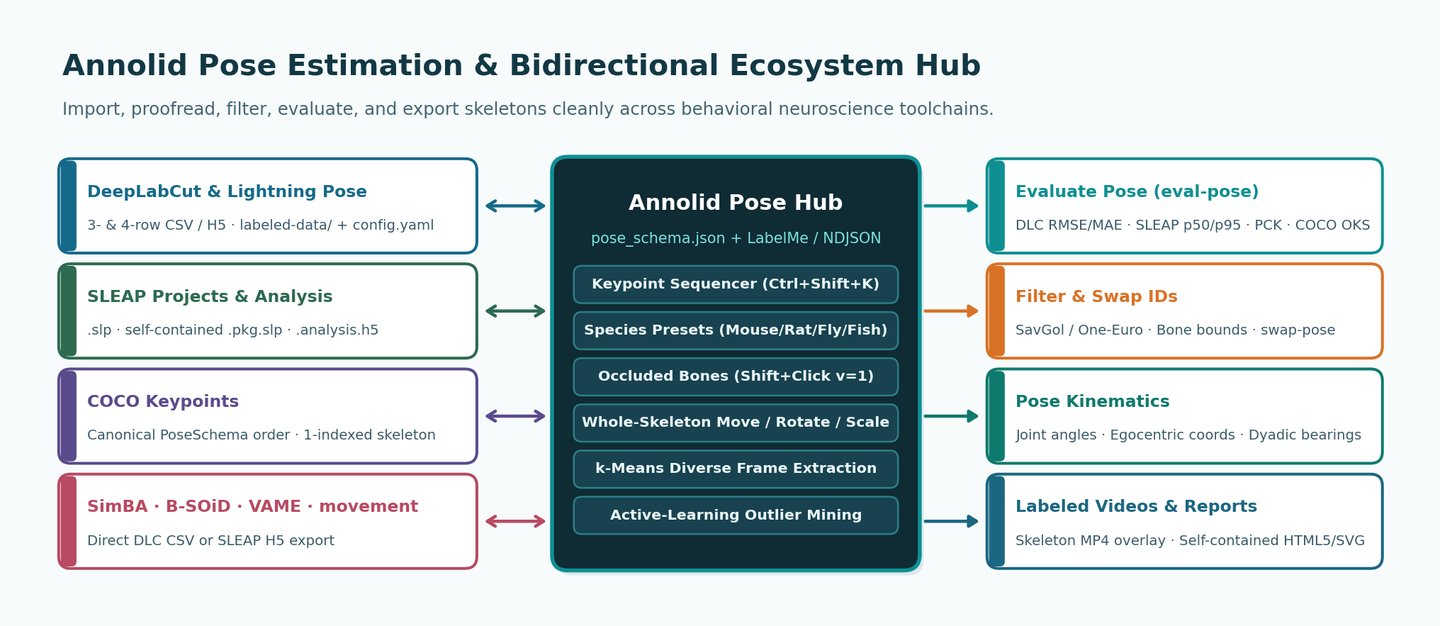 Annolid Pose Estimation & Bidirectional Ecosystem Hub
Import, proofread, filter, evaluate, and export skeletons cleanly across behavioral neuroscience toolchains.
DeepLabCut & Lightning Pose
3- & 4-row CSV / H5 · labeled-data/ + config.yaml
SLEAP Projects & Analysis
.slp · self-contained .pkg.slp · .analysis.h5
COCO Keypoints
Canonical PoseSchema order · 1-indexed skeleton
SimBA · B-SOiD · VAME · movement
Direct DLC CSV or SLEAP H5 export
Annolid Pose Hub
pose_schema.json + LabelMe / NDJSON
Keypoint Sequencer (Ctrl+Shift+K)
Species Presets (Mouse/Rat/Fly/Fish)
Occluded Bones (Shift+Click v=1)
Whole-Skeleton Move / Rotate / Scale
k-Means Diverse Frame Extraction
Active-Learning Outlier Mining
Evaluate Pose (eval-pose)
DLC RMSE/MAE · SLEAP p50/p95 · PCK · COCO OKS
Filter & Swap IDs
SavGol / One-Euro · Bone bounds · swap-pose
Pose Kinematics
Joint angles · Egocentric coords · Dyadic bearings
Labeled Videos & Reports
Skeleton MP4 overlay · Self-contained HTML5/SVG